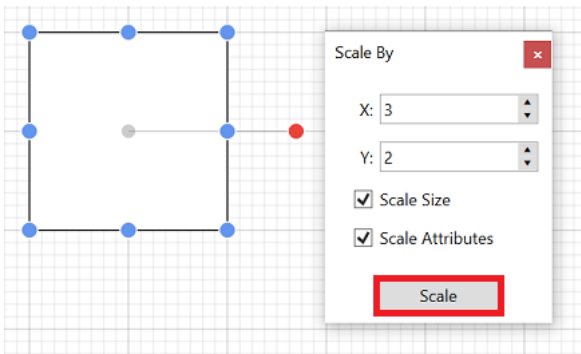 Scale By
X: 3
Y: 2
Scale Size
Scale Attributes
Scale